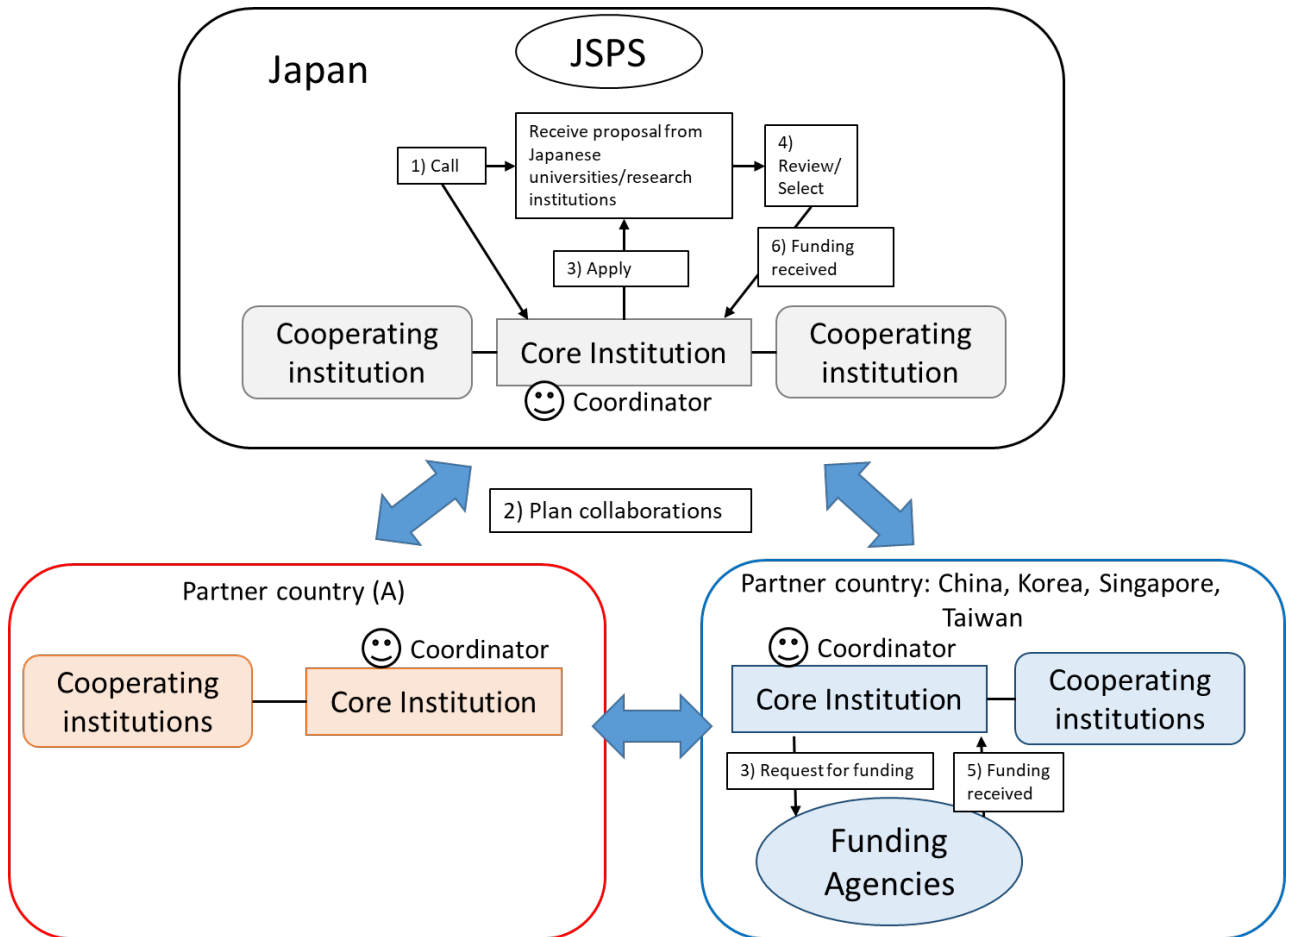 JSPS
Japan
Receive proposal from
Japanese
universities/research
institutions
1) Call
4)
Review/
Select
3) Apply
6) Funding
received
Cooperating
institution
Core Institution
Cooperating
institution
Coordinator
2) Plan collaborations
Partner country (A)
Coordinator
Cooperating
institutions
Core Institution
Partner country: China, Korea, Singapore,
Taiwan
Coordinator
Core Institution
Cooperating
institutions
3) Request for funding
5) Funding
received
Funding
Agencies